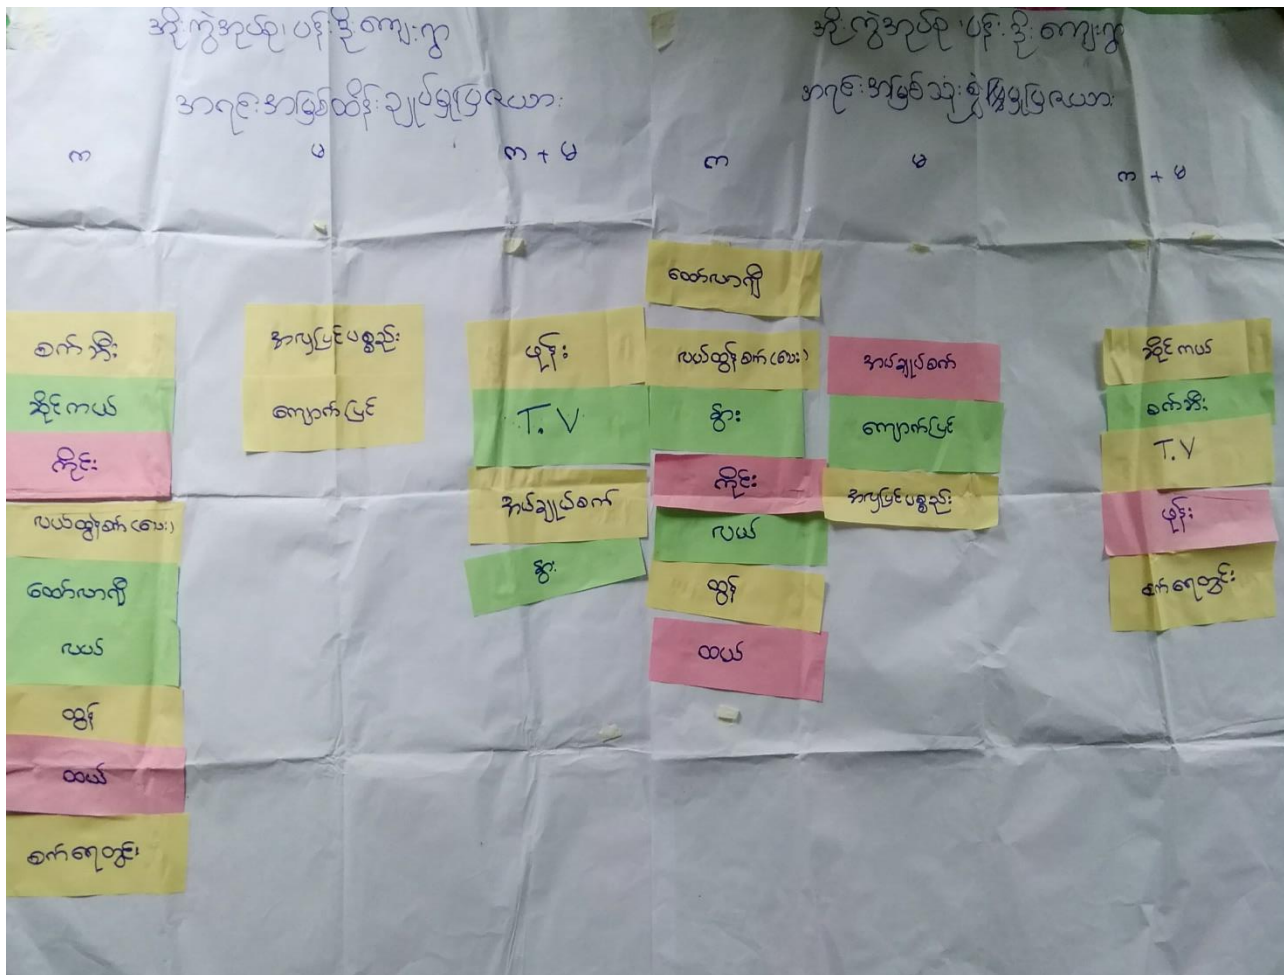 အိုးကွဲအုပ်စု၊ ပန်းဒိုကျေးရွာ
အရင်းအမြစ်ထိန်းချုပ်မှုပြဇယား
က
မ
က + မ
စက်ဘီး
ဆိုင်ကယ်
ကိုင်း
လယ်ထွန်စက်(လေး)
ထော်လာဂျီ
လယ်
ထွန်
ထယ်
စက်ရေတွင်း
အလှပြင်ပစ္စည်း
ကျောက်ပြင်
ဖုန်း
T.V
အပ်ချုပ်စက်
နွား
အိုးကွဲအုပ်စု ၊ ပန်းဒိုကျေးရွာ
အရင်းအမြစ်သုံးစွဲမှုပြဇယား
က
မ
က + မ
ထော်လာဂျီ
လယ်ထွန်စက်(လေး)
နွား
ကိုင်း
လယ်
ထွန်
ထယ်
အပ်ချုပ်စက်
ကျောက်ပြင်
အလှပြင်ပစ္စည်း
ဆိုင်ကယ်
စက်ဘီး
T.V
ဖုန်း
စက်ရေတွင်း